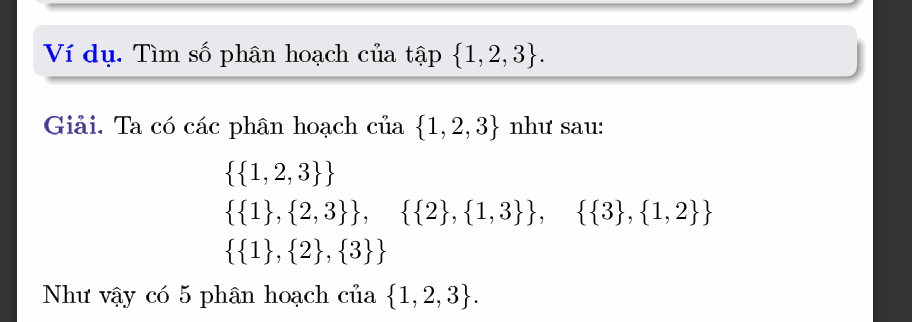 Ví dụ. Tìm số phân hoạch của tập {1, 2, 3}.
Giải. Ta có các phân hoạch của {1, 2, 3} như sau:
{{1, 2, 3}}
{{1}, {2, 3}}, {{2}, {1, 3}}, {{3}, {1, 2}}
{{1}, {2}, {3}}
Như vậy có 5 phân hoạch của {1, 2, 3}.